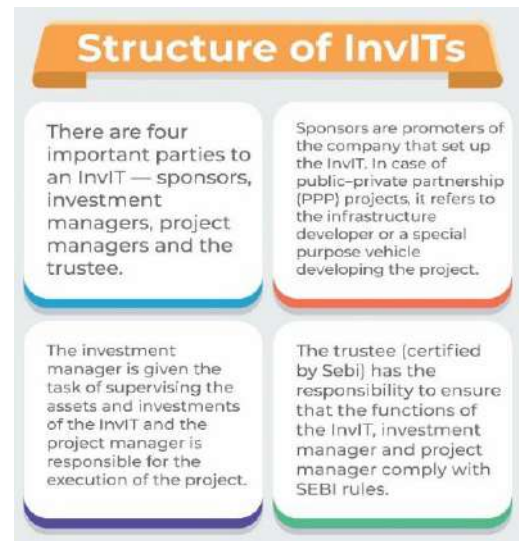 Structure of InvITs
There are four
important parties to
an InvIT — sponsors,
investment
managers, project
managers and the
trustee.
Sponsors are promoters of
the company that set up
the InvIT. In case of
public–private partnership
(PPP) projects, it refers to
the infrastructure
developer or a special
purpose vehicle
developing the project.
The investment
manager is given the
task of supervising the
assets and investments
of the InvIT and the
project manager is
responsible for the
execution of the project.
The trustee (certified
by Sebi) has the
responsibility to ensure
that the functions of
the InvIT, investment
manager and project
manager comply with
SEBI rules.